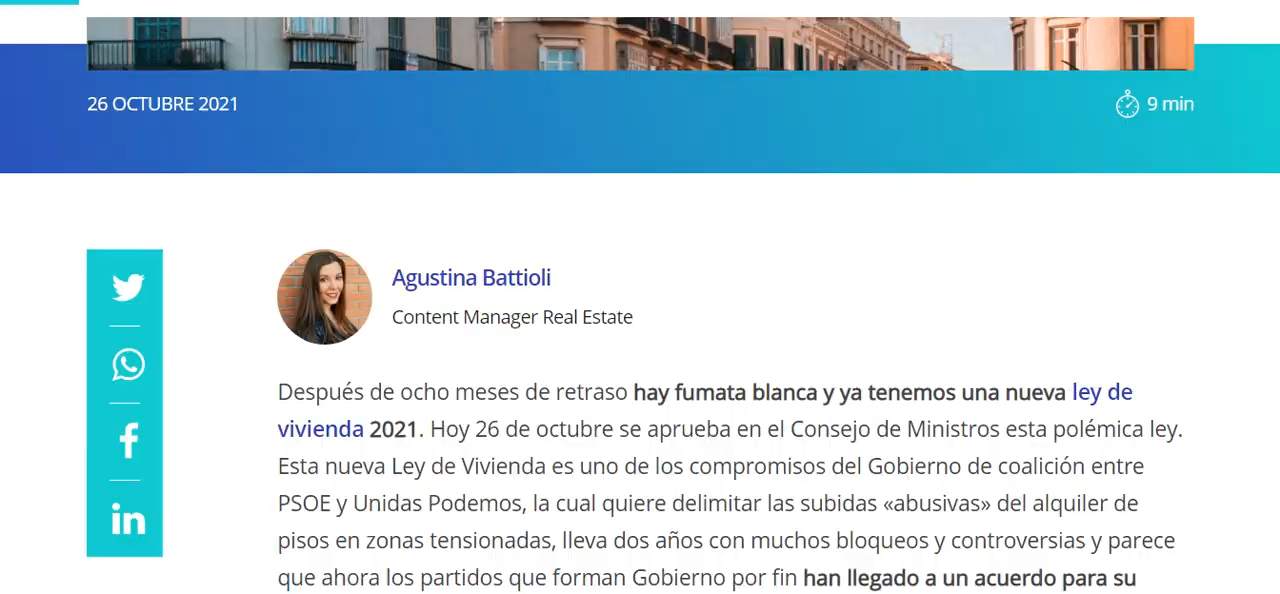 26 OCTUBRE 2021
9 min
Agustina Battioli
Content Manager Real Estate
Después de ocho meses de retraso hay fumata blanca y ya tenemos una nueva ley de
vivienda 2021. Hoy 26 de octubre se aprueba en el Consejo de Ministros esta polémica ley.
Esta nueva Ley de Vivienda es uno de los compromisos del Gobierno de coalición entre
PSOE y Unidas Podemos, la cual quiere delimitar las subidas «abusivas» del alquiler de
pisos en zonas tensionadas, lleva dos años con muchos bloqueos y controversias y parece
que ahora los partidos que forman Gobierno por fin han llegado a un acuerdo para su